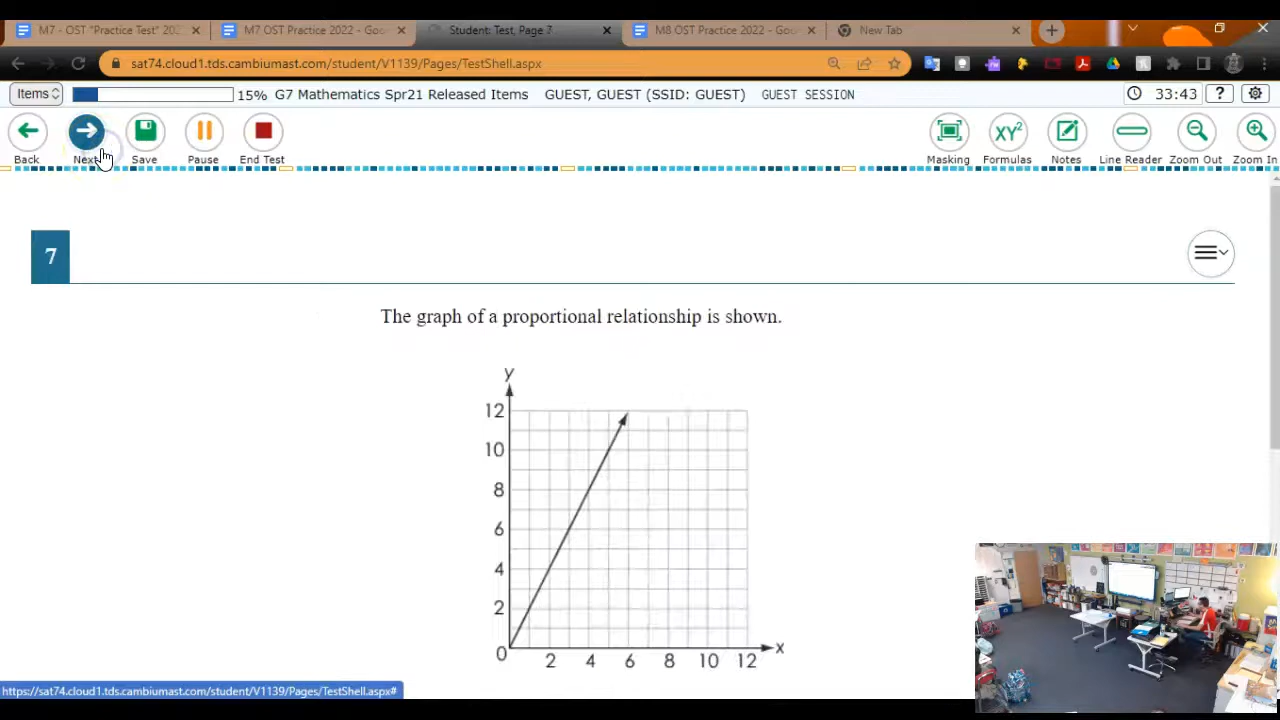 M7 - OST "Practice Test" 202
M7 OST Practice 2022 - Goo
Student: Test, Page 7
M8 OST Practice 2022 - Goo
New Tab
sat74.cloud1.tds.cambiumast.com/student/V1139/Pages/TestShell.aspx
Items
15%
G7 Mathematics Spr21 Released Items
GUEST, GUEST (SSID: GUEST)
GUEST SESSION
33:43
?
XY²
Back
Next
Save
Pause
End Test
Masking
Formulas
Notes
Line Reader
Zoom Out
Zoom In
7
The graph of a proportional relationship is shown.
y
12
10
8
6
4
2
0
2 4 6 8 10 12
x
https://sat74.cloud1.tds.cambiumast.com/student/V1139/Pages/TestShell.aspx#